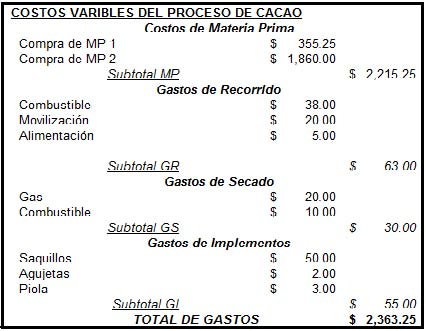 COSTOS VARIBLES DEL PROCESO DE CACAO
Costos de Materia Prima
Compra de MP 1 $ 355.25
Compra de MP 2 $ 1,860.00
Subtotal MP $ 2,215.25
Gastos de Recorrido
Combustible $ 38.00
Movilización $ 20.00
Alimentación $ 5.00
Subtotal GR $ 63.00
Gastos de Secado
Gas $ 20.00
Combustible $ 10.00
Subtotal GS $ 30.00
Gastos de Implementos
Saquillos $ 50.00
Agujetas $ 2.00
Piola $ 3.00
Subtotal GI $ 55.00
TOTAL DE GASTOS $ 2,363.25